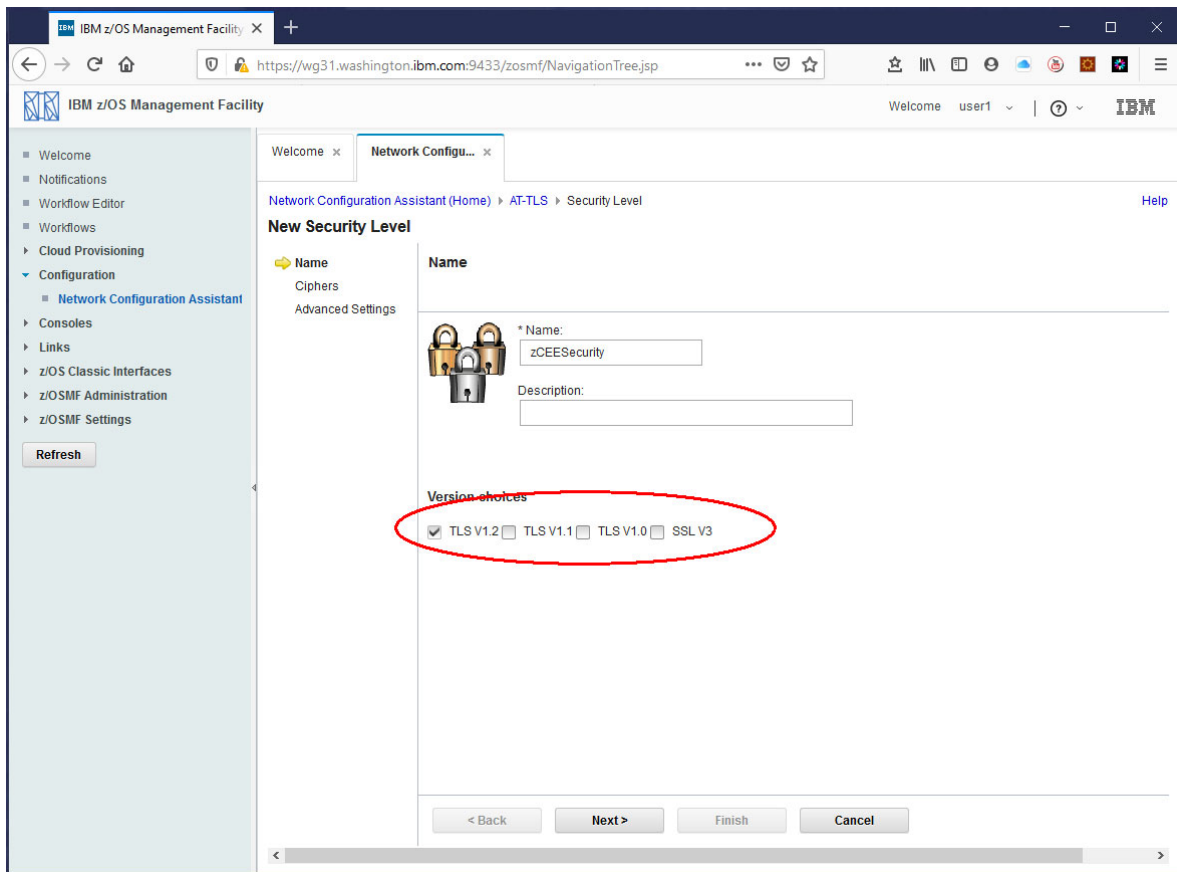 IBM z/OS Management Facility
https://wg31.washington.ibm.com:9433/zosmf/NavigationTree.jsp
IBM z/OS Management Facility
Welcome user1
IBM
Welcome
Notifications
Workflow Editor
Workflows
Cloud Provisioning
Configuration
Network Configuration Assistant
Consoles
Links
z/OS Classic Interfaces
z/OSMF Administration
z/OSMF Settings
Refresh
Welcome
Network Configu...
Network Configuration Assistant (Home) AT-TLS Security Level
Help
New Security Level
Name
Ciphers
Advanced Settings
Name
* Name:
zCEESecurity
Description:
Version choices
TLS V1.2 TLS V1.1 TLS V1.0 SSL V3
< Back Next > Finish Cancel